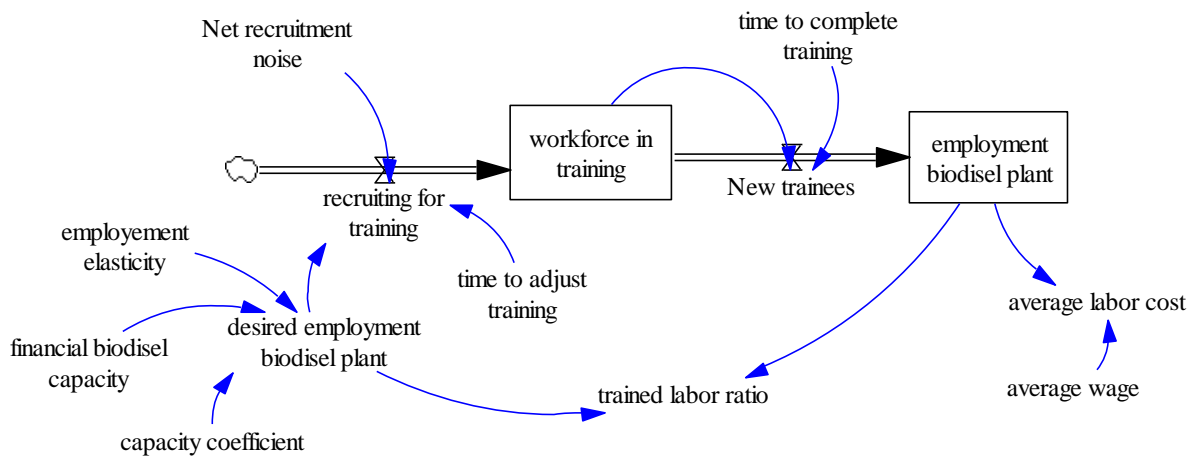 Net recruitment
noise
time to complete
training
workforce in
training
employment
biodisel plant
New trainees
recruiting for
training
employement
elasticity
time to adjust
training
average labor cost
desired employment
biodisel plant
financial biodisel
capacity
average wage
trained labor ratio
capacity coefficient